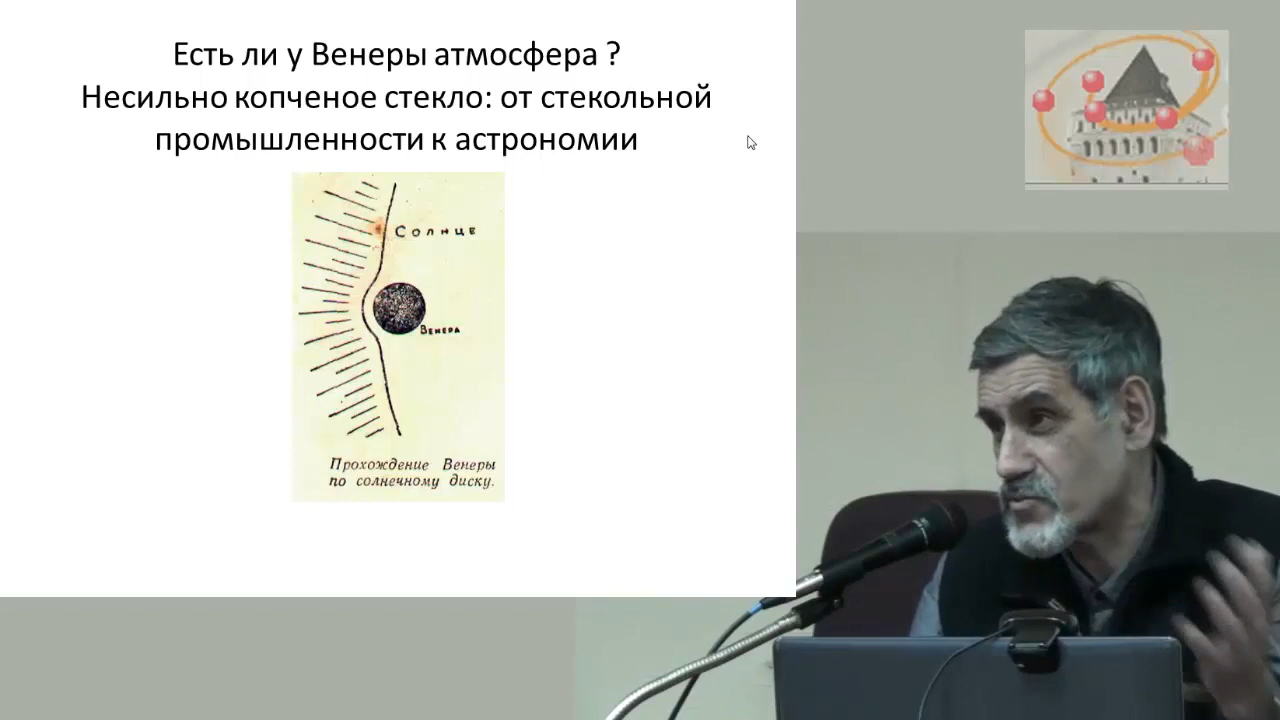 Есть ли у Венеры атмосфера ?
Несильно копченое стекло: от стекольной
промышленности к астрономии
Солнце
Венера
Прохождение Венеры
по солнечному диску.